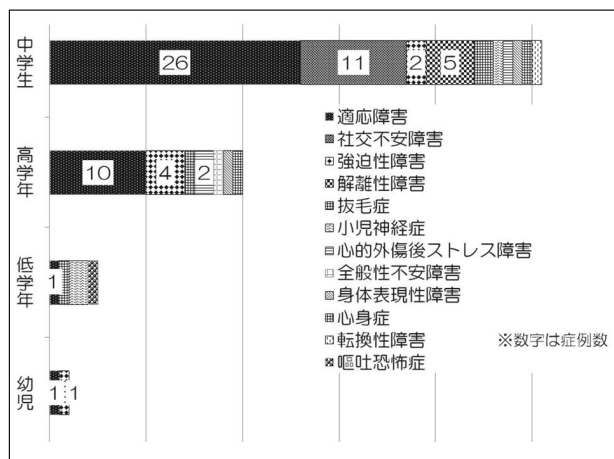 中学生
26
11
2
5
高学年
10
4
2
低学年
1
幼児
1
1
適応障害
社交不安障害
強迫性障害
解離性障害
抜毛症
小児神経症
心的外傷後ストレス障害
全般性不安障害
身体表現性障害
心身症
転換性障害
嘔吐恐怖症
※数字は症例数